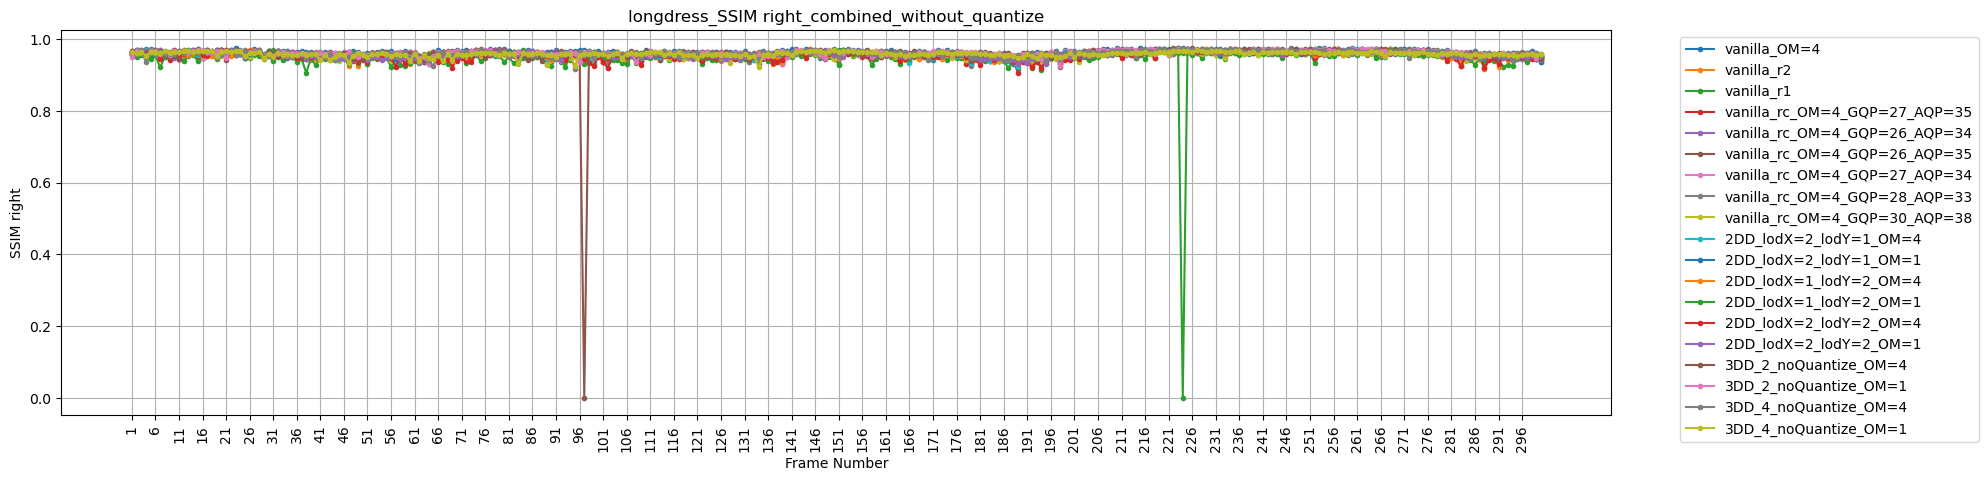 longdress_SSIM right_combined_without_quantize
1.0
0.8
0.6
0.4
0.2
0.0
SSIM right
1 6 11 16 21 26 31 36 41 46 51 56 61 66 71 76 81 86 91 96 101 106 111 116 121 126 131 136 141 146 151 156 161 166 171 176 181 186 191 196 201 206 211 216 221 226 231 236 241 246 251 256 261 266 271 276 281 286 291 296
Frame Number
vanilla_OM=4
vanilla_r2
vanilla_r1
vanilla_rc_OM=4_GQP=27_AQP=35
vanilla_rc_OM=4_GQP=26_AQP=34
vanilla_rc_OM=4_GQP=26_AQP=35
vanilla_rc_OM=4_GQP=27_AQP=34
vanilla_rc_OM=4_GQP=28_AQP=33
vanilla_rc_OM=4_GQP=30_AQP=38
2DD_lodX=2_lodY=1_OM=4
2DD_lodX=2_lodY=1_OM=1
2DD_lodX=1_lodY=2_OM=4
2DD_lodX=1_lodY=2_OM=1
2DD_lodX=2_lodY=2_OM=4
2DD_lodX=2_lodY=2_OM=1
3DD_2_noQuantize_OM=4
3DD_2_noQuantize_OM=1
3DD_4_noQuantize_OM=4
3DD_4_noQuantize_OM=1